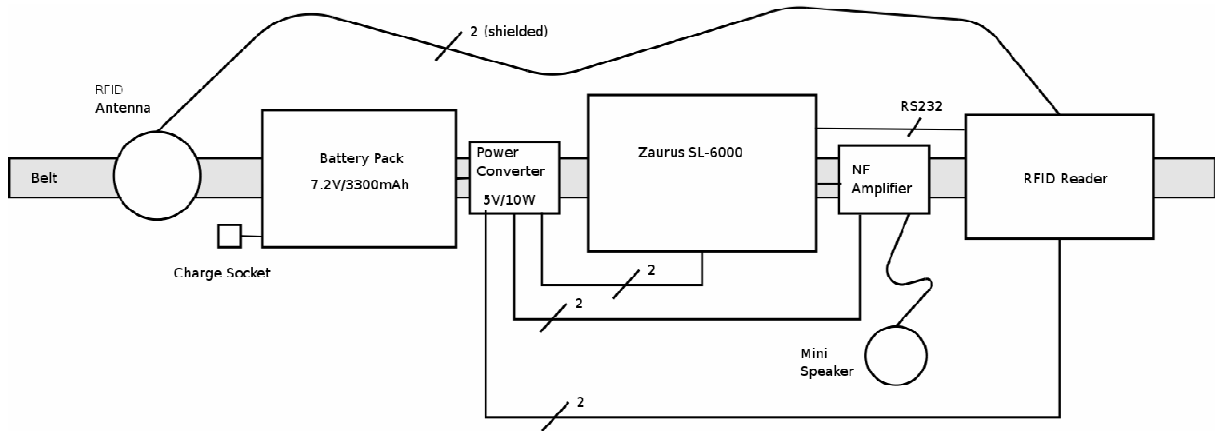 2 (shielded)
RFID
Antenna
RS232
Belt
Battery Pack
7.2V/3300mAh
Power
Converter
5V/10W
Zaurus SL-6000
NF
Amplifier
RFID Reader
Charge Socket
2
2
Mini
Speaker
2